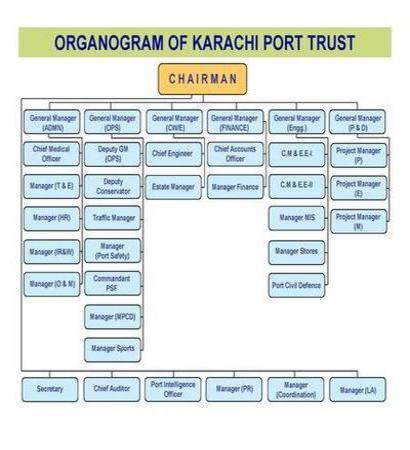 ORGANOGRAM OF KARACHI PORT TRUST
CHAIRMAN
General Manager
(ADMN)
General Manager
(OPS)
General Manager
(CW/E)
General Manager
(FINANCE)
General Manager
(Engg.)
General Manager
(P & D)
Chief Medical
Officer
Deputy GM
(OPS)
Chief Engineer
Chief Accounts
Officer
C.M & E.E-I
Project Manager
(P)
Manager (T & E)
Deputy
Conservator
Estate Manager
Manager Finance
C.M & E.E-II
Project Manager
(E)
Manager (HR)
Traffic Manager
Manager MIS
Project Manager
(M)
Manager (IR&W)
Manager
(Port Safety)
Manager Stores
Manager (O & M)
Commandant
PSF
Port Civil Defence
Manager (MPCD)
Manager Sports
Secretary
Chief Auditor
Port Intelligence
Officer
Manager (PR)
Manager
(Coordination)
Manager (LA)